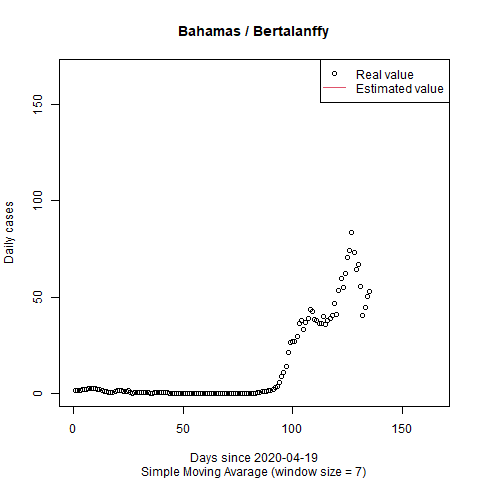 Bahamas / Bertalanffy
Real value
Estimated value
Daily cases
150
100
50
0
0
50
100
150
Days since 2020-04-19
Simple Moving Avarage (window size = 7)